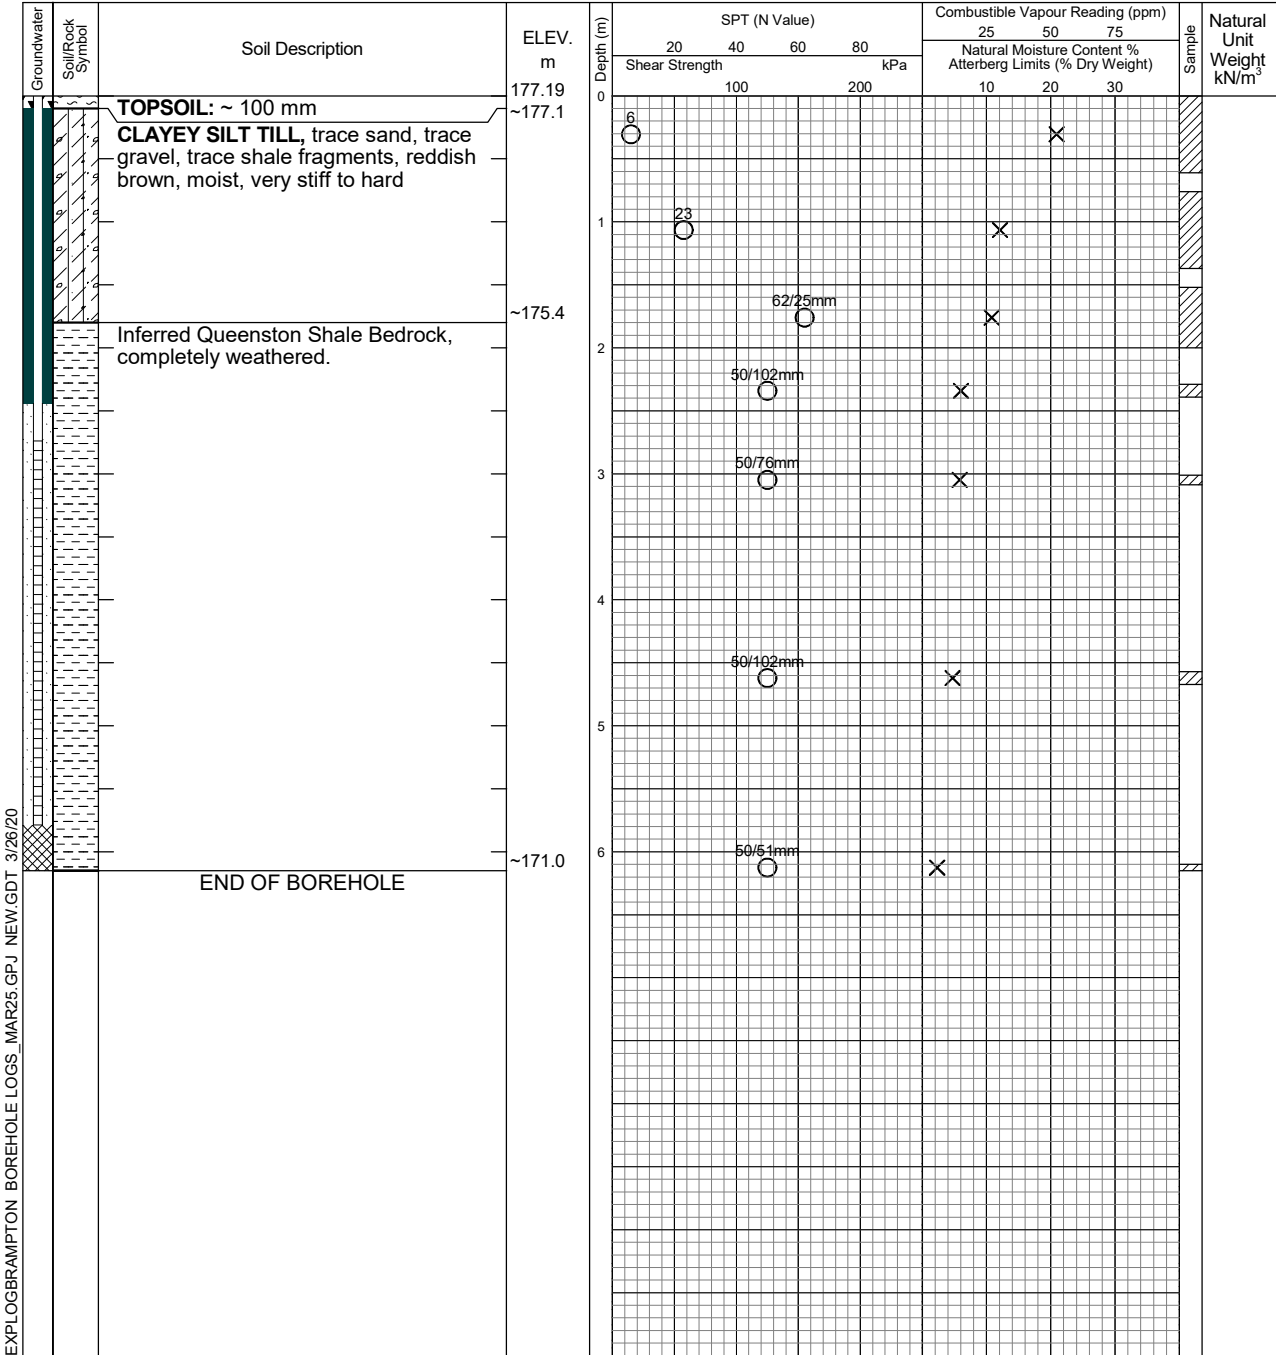 Groundwater
Soil/Rock
Symbol
Soil Description
ELEV.
m
177.19
Depth (m)
SPT (N Value)
20 40 60 80
Shear Strength kPa
100 200
Combustible Vapour Reading (ppm)
25 50 75
Natural Moisture Content %
Atterberg Limits (% Dry Weight)
10 20 30
Sample
Natural
Unit
Weight
kN/m³
0
TOPSOIL: ~ 100 mm
~177.1
CLAYEY SILT TILL, trace sand, trace
gravel, trace shale fragments, reddish
brown, moist, very stiff to hard
6
1
23
~175.4
62/25mm
Inferred Queenston Shale Bedrock,
completely weathered.
2
50/102mm
50/76mm
3
4
50/102mm
5
50/51mm
6
~171.0
END OF BOREHOLE
EXPLOGBRAMPTON BOREHOLE LOGS_MAR25.GPJ NEW.GDT 3/26/20